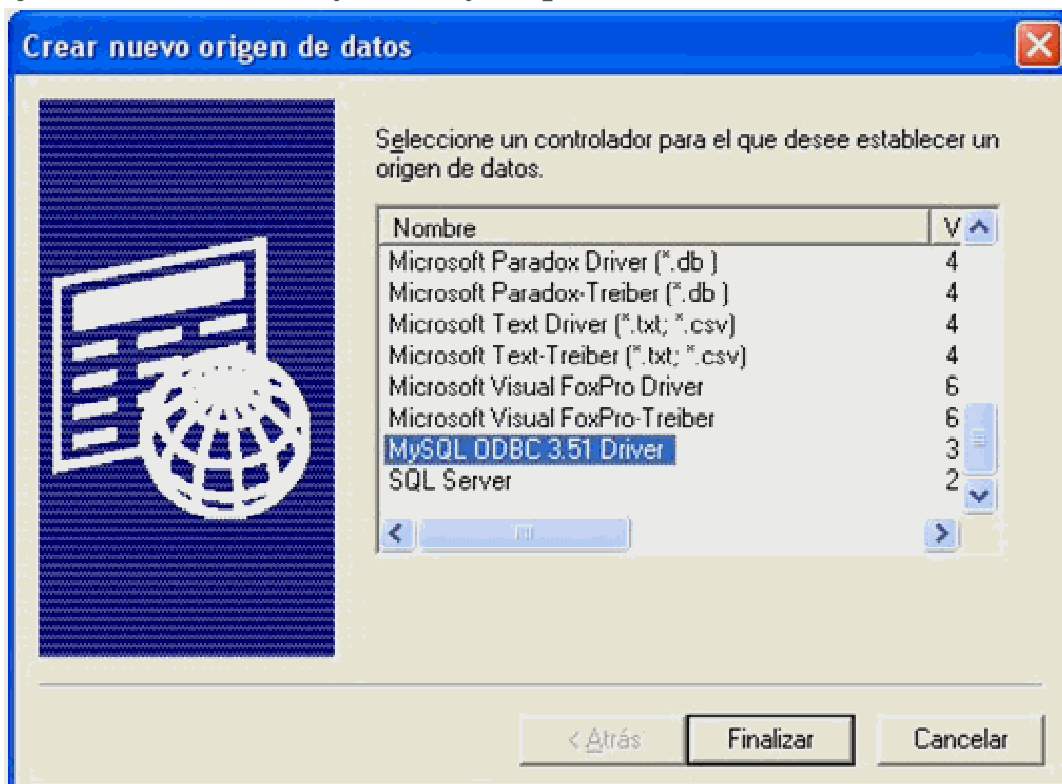 Crear nuevo origen de datos
Seleccione un controlador para el que desee establecer un
origen de datos.
Nombre V
Microsoft Paradox Driver (*.db ) 4
Microsoft Paradox-Treiber (*.db ) 4
Microsoft Text Driver (*.txt; *.csv) 4
Microsoft Text-Treiber (*.txt; *.csv) 4
Microsoft Visual FoxPro Driver 6
Microsoft Visual FoxPro-Treiber 6
MySQL ODBC 3.51 Driver 3
SQL Server 2
< Atrás Finalizar Cancelar